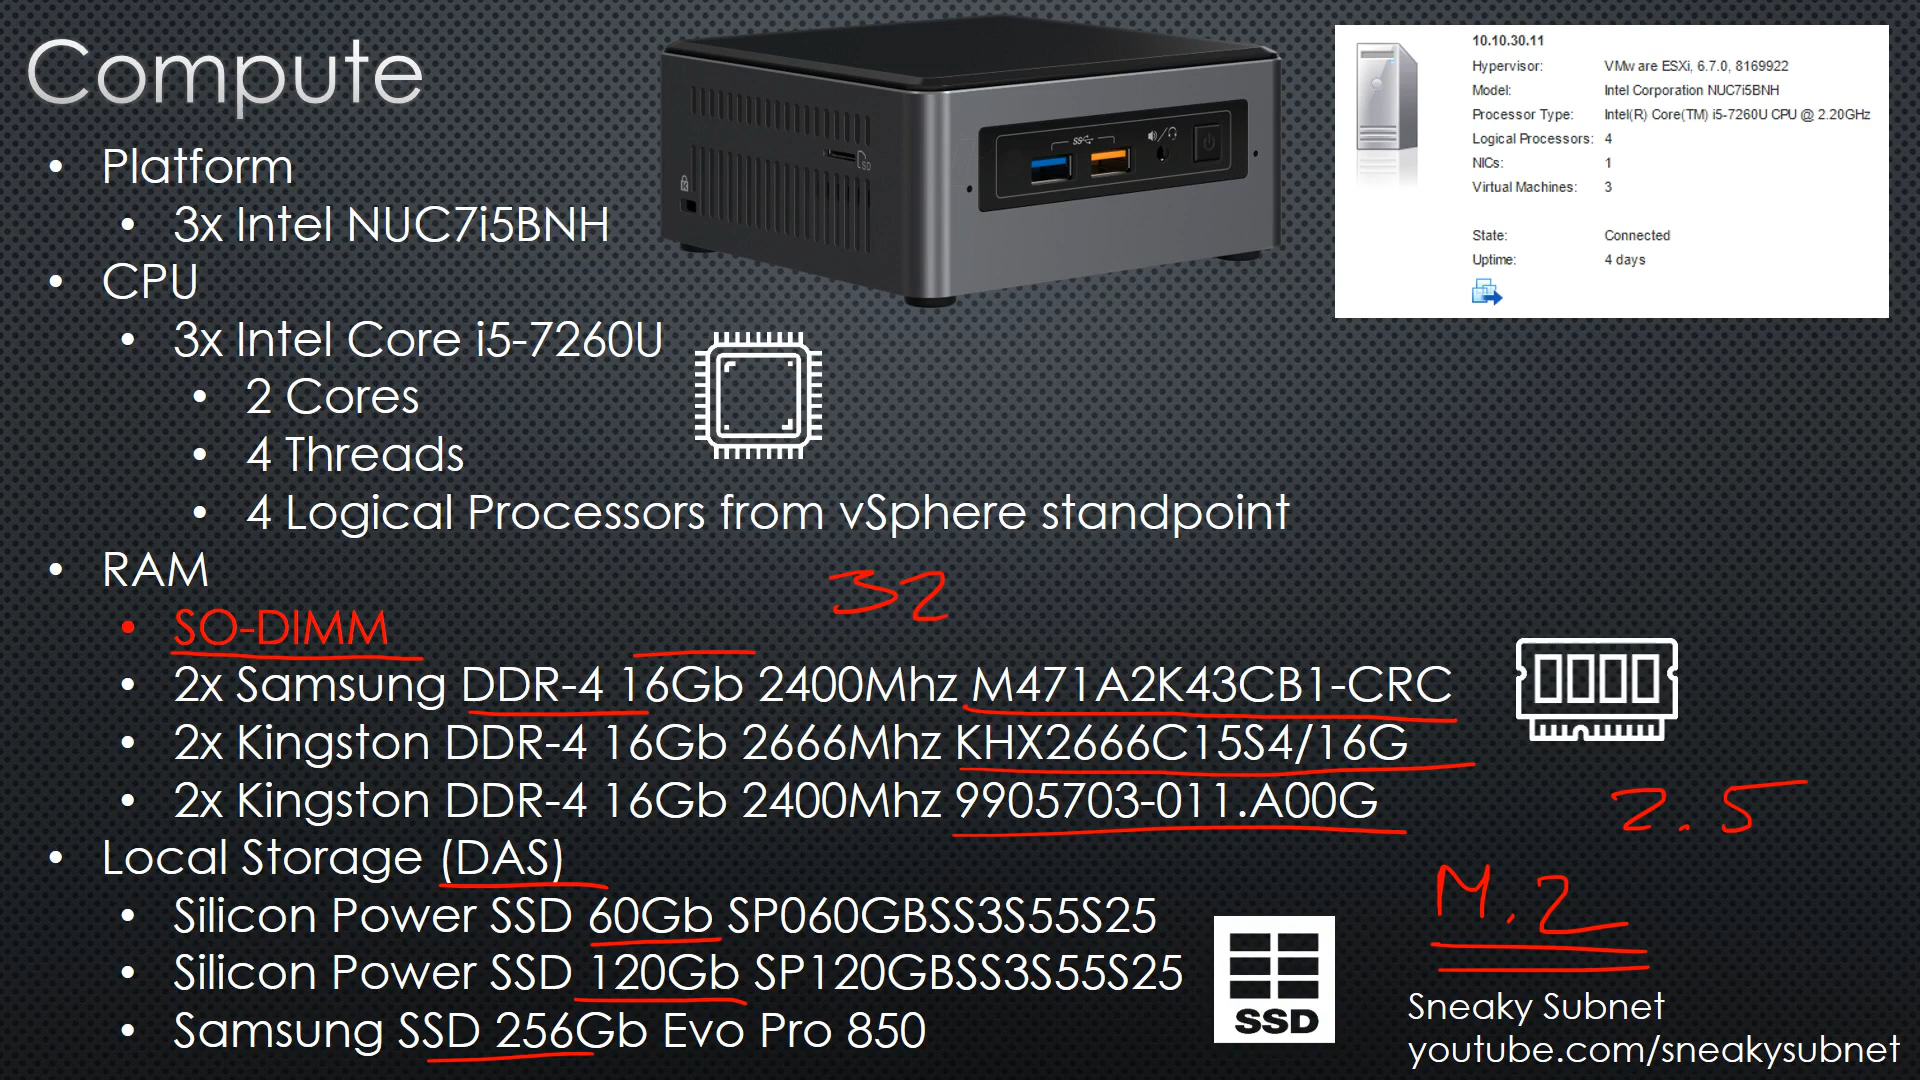 Compute
10.10.30.11
Hypervisor: VMware ESXi, 6.7.0, 8169922
Model: Intel Corporation NUC7i5BNH
Processor Type: Intel(R) Core(TM) i5-7260U CPU @ 2.20GHz
Logical Processors: 4
NICs: 1
Virtual Machines: 3
State: Connected
Uptime: 4 days
SS
SD
K
• Platform
• 3x Intel NUC7i5BNH
• CPU
• 3x Intel Core i5-7260U
• 2 Cores
• 4 Threads
• 4 Logical Processors from vSphere standpoint
• RAM
32
• SO-DIMM
• 2x Samsung DDR-4 16Gb 2400Mhz M471A2K43CB1-CRC
• 2x Kingston DDR-4 16Gb 2666Mhz KHX2666C15S4/16G
• 2x Kingston DDR-4 16Gb 2400Mhz 9905703-011.A00G
2.5
• Local Storage (DAS)
M.2
• Silicon Power SSD 60Gb SP060GBSS3S55S25
• Silicon Power SSD 120Gb SP120GBSS3S55S25
• Samsung SSD 256Gb Evo Pro 850
SSD
Sneaky Subnet
youtube.com/sneakysubnet